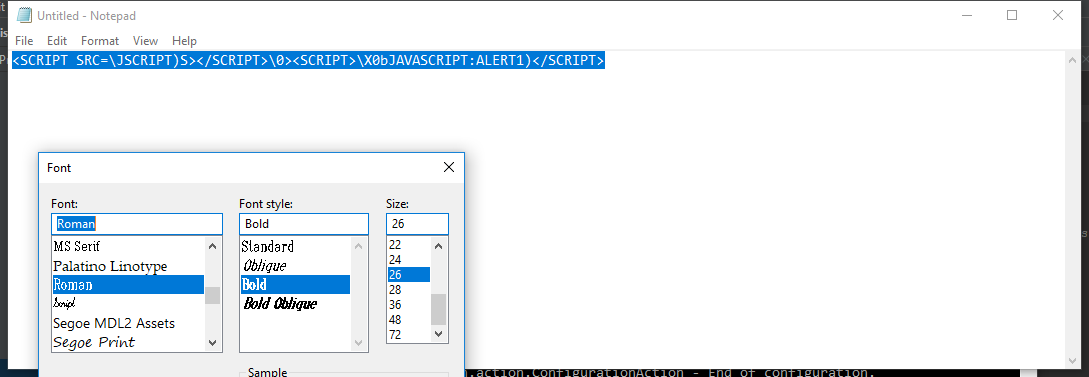 Untitled - Notepad
File Edit Format View Help
<SCRIPT SRC=\JSCRIPT)S></SCRIPT>\0><SCRIPT>\X0bJAVASCRIPT:ALERT1)</SCRIPT>
Font
Font: Font style: Size:
Roman Bold 26
MS Serif
Palatino Linotype
Roman
Script
Segoe MDL2 Assets
Segoe Print
Standard
Oblique
Bold
Bold Oblique
22
24
26
28
36
48
72
Sample
.action.ConfigurationAction - End of configuration.